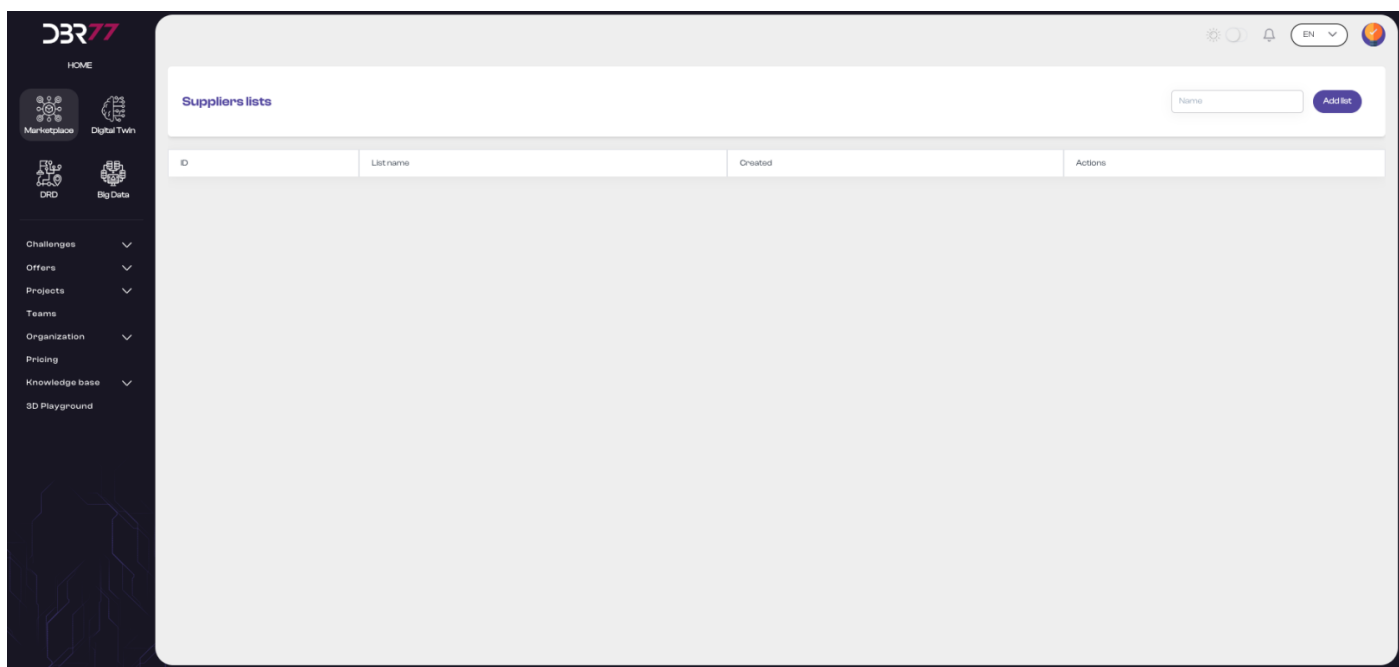 DBR77
HOME
Marketplace
Digital Twin
DRD
Big Data
Challenges
Offers
Projects
Teams
Organization
Pricing
Knowledge base
3D Playground
EN
Suppliers lists
Name
Add list
ID
List name
Created
Actions